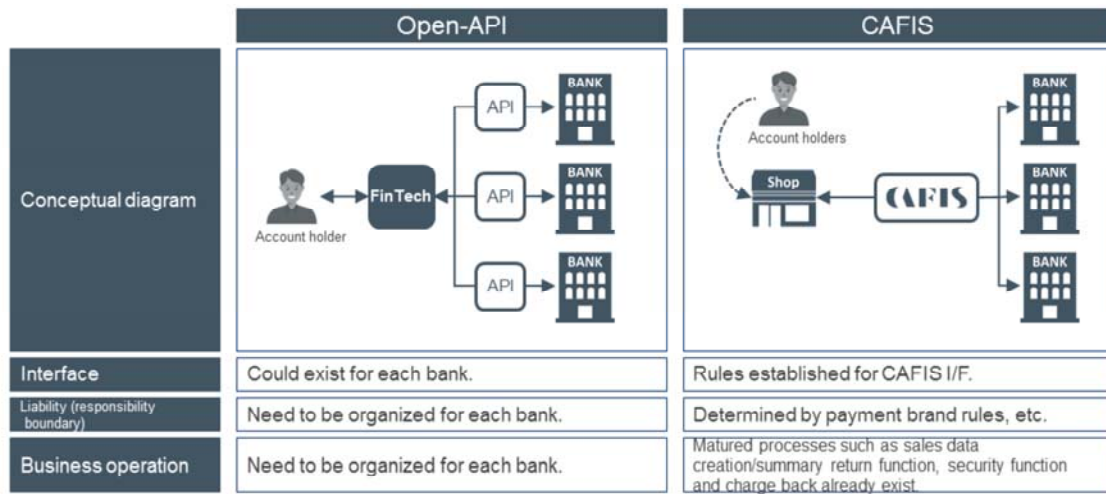 Open-API
CAFIS
Conceptual diagram
API
BANK
Account holder
FinTech
API
BANK
API
BANK
Account holders
Shop
CAFIS
BANK
BANK
BANK
Interface
Could exist for each bank.
Rules established for CAFIS I/F.
Liability (responsibility
boundary)
Need to be organized for each bank.
Determined by payment brand rules, etc.
Business operation
Need to be organized for each bank.
Matured processes such as sales data
creation/summary return function, security function
and charge back already exist.